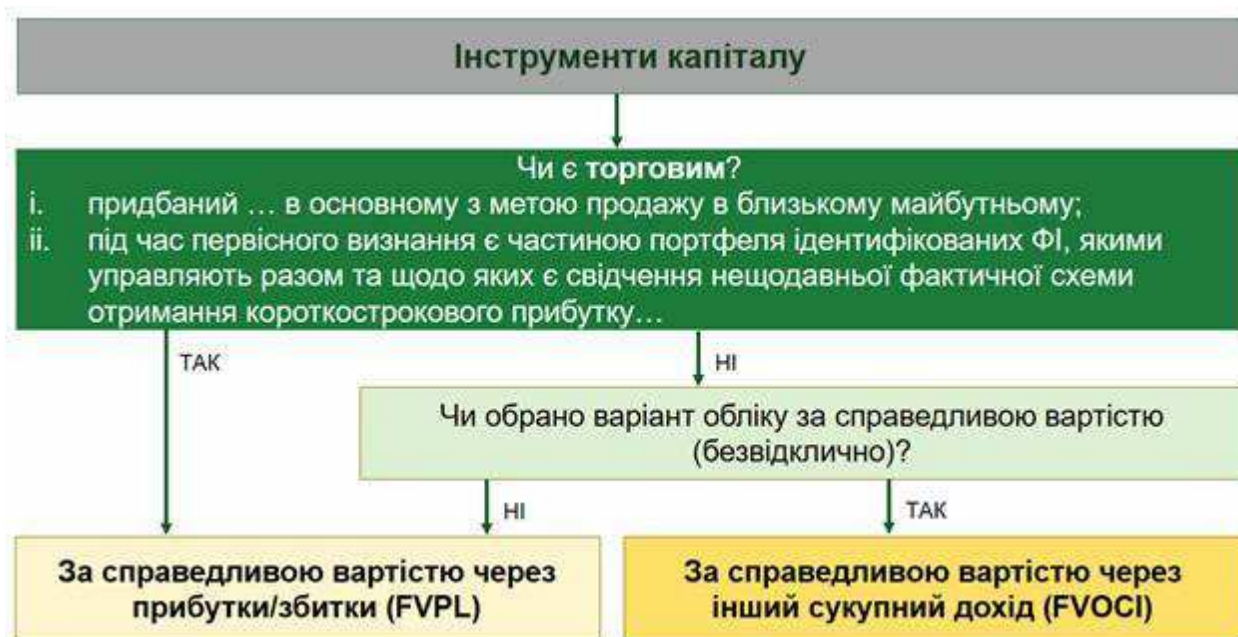 Інструменти капіталу
Чи є торговим?
i. придбаний … в основному з метою продажу в близькому майбутньому;
ii. під час первісного визнання є частиною портфеля ідентифікованих ФІ, якими
управляють разом та щодо яких є свідчення нещодавньої фактичної схеми
отримання короткострокового прибутку…
ТАК
НІ
Чи обрано варіант обліку за справедливою вартістю
(безвідклично)?
НІ
ТАК
За справедливою вартістю через
прибутки/збитки (FVPL)
За справедливою вартістю через
інший сукупний дохід (FVOCI)